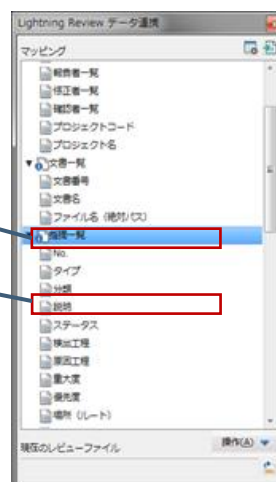 Lightning Review データ連携
マッピング
報告者一覧
修正者一覧
確認者一覧
プロジェクトコード
プロジェクト名
文書一覧
文書番号
文書名
ファイル名（絶対パス）
指摘一覧
No.
タイプ
分類
説明
ステータス
検出工程
原因工程
重大度
優先度
場所（ルート）
現在のレビューファイル
操作(A)